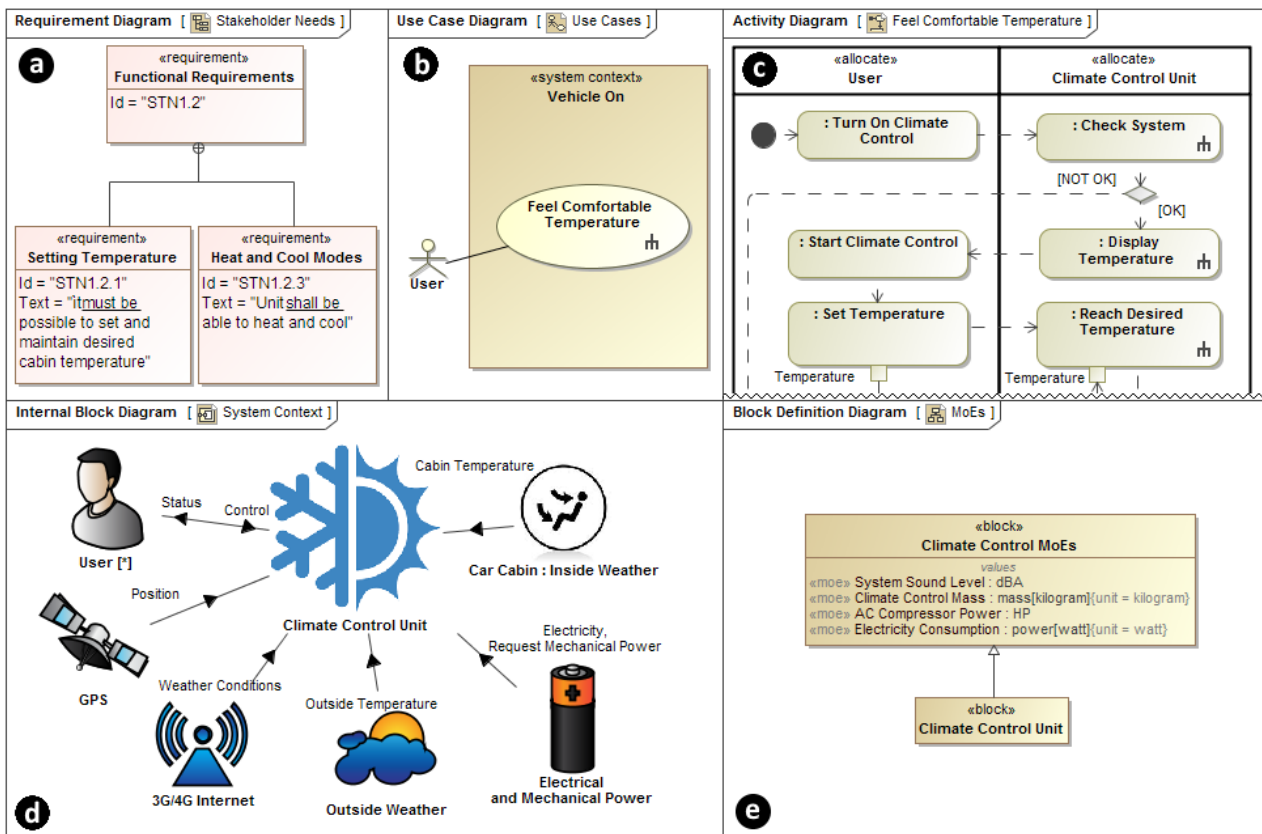 Requirement Diagram [ Stakeholder Needs ]
a
«requirement»
Functional Requirements
Id = "STN1.2"
«requirement»
Setting Temperature
Id = "STN1.2.1"
Text = "it must be
possible to set and
maintain desired
cabin temperature"
«requirement»
Heat and Cool Modes
Id = "STN1.2.3"
Text = "Unit shall be
able to heat and cool"
Use Case Diagram [ Use Cases ]
b
«system context»
Vehicle On
Feel Comfortable
Temperature
User
Activity Diagram [ Feel Comfortable Temperature ]
c
«allocate»
User
«allocate»
Climate Control Unit
: Turn On Climate
Control
: Check System
[NOT OK]
[OK]
: Start Climate Control
: Display
Temperature
: Set Temperature
: Reach Desired
Temperature
Temperature
Temperature
Internal Block Diagram [ System Context ]
Status
Control
User [*]
Cabin Temperature
Car Cabin : Inside Weather
Position
GPS
Climate Control Unit
Weather Conditions
3G/4G Internet
Outside Temperature
Outside Weather
Electricity,
Request Mechanical Power
Electrical
and Mechanical Power
d
Block Definition Diagram [ MoEs ]
«block»
Climate Control MoEs
values
«moe» System Sound Level : dBA
«moe» Climate Control Mass : mass[kilogram]{unit = kilogram}
«moe» AC Compressor Power : HP
«moe» Electricity Consumption : power[watt]{unit = watt}
«block»
Climate Control Unit
e